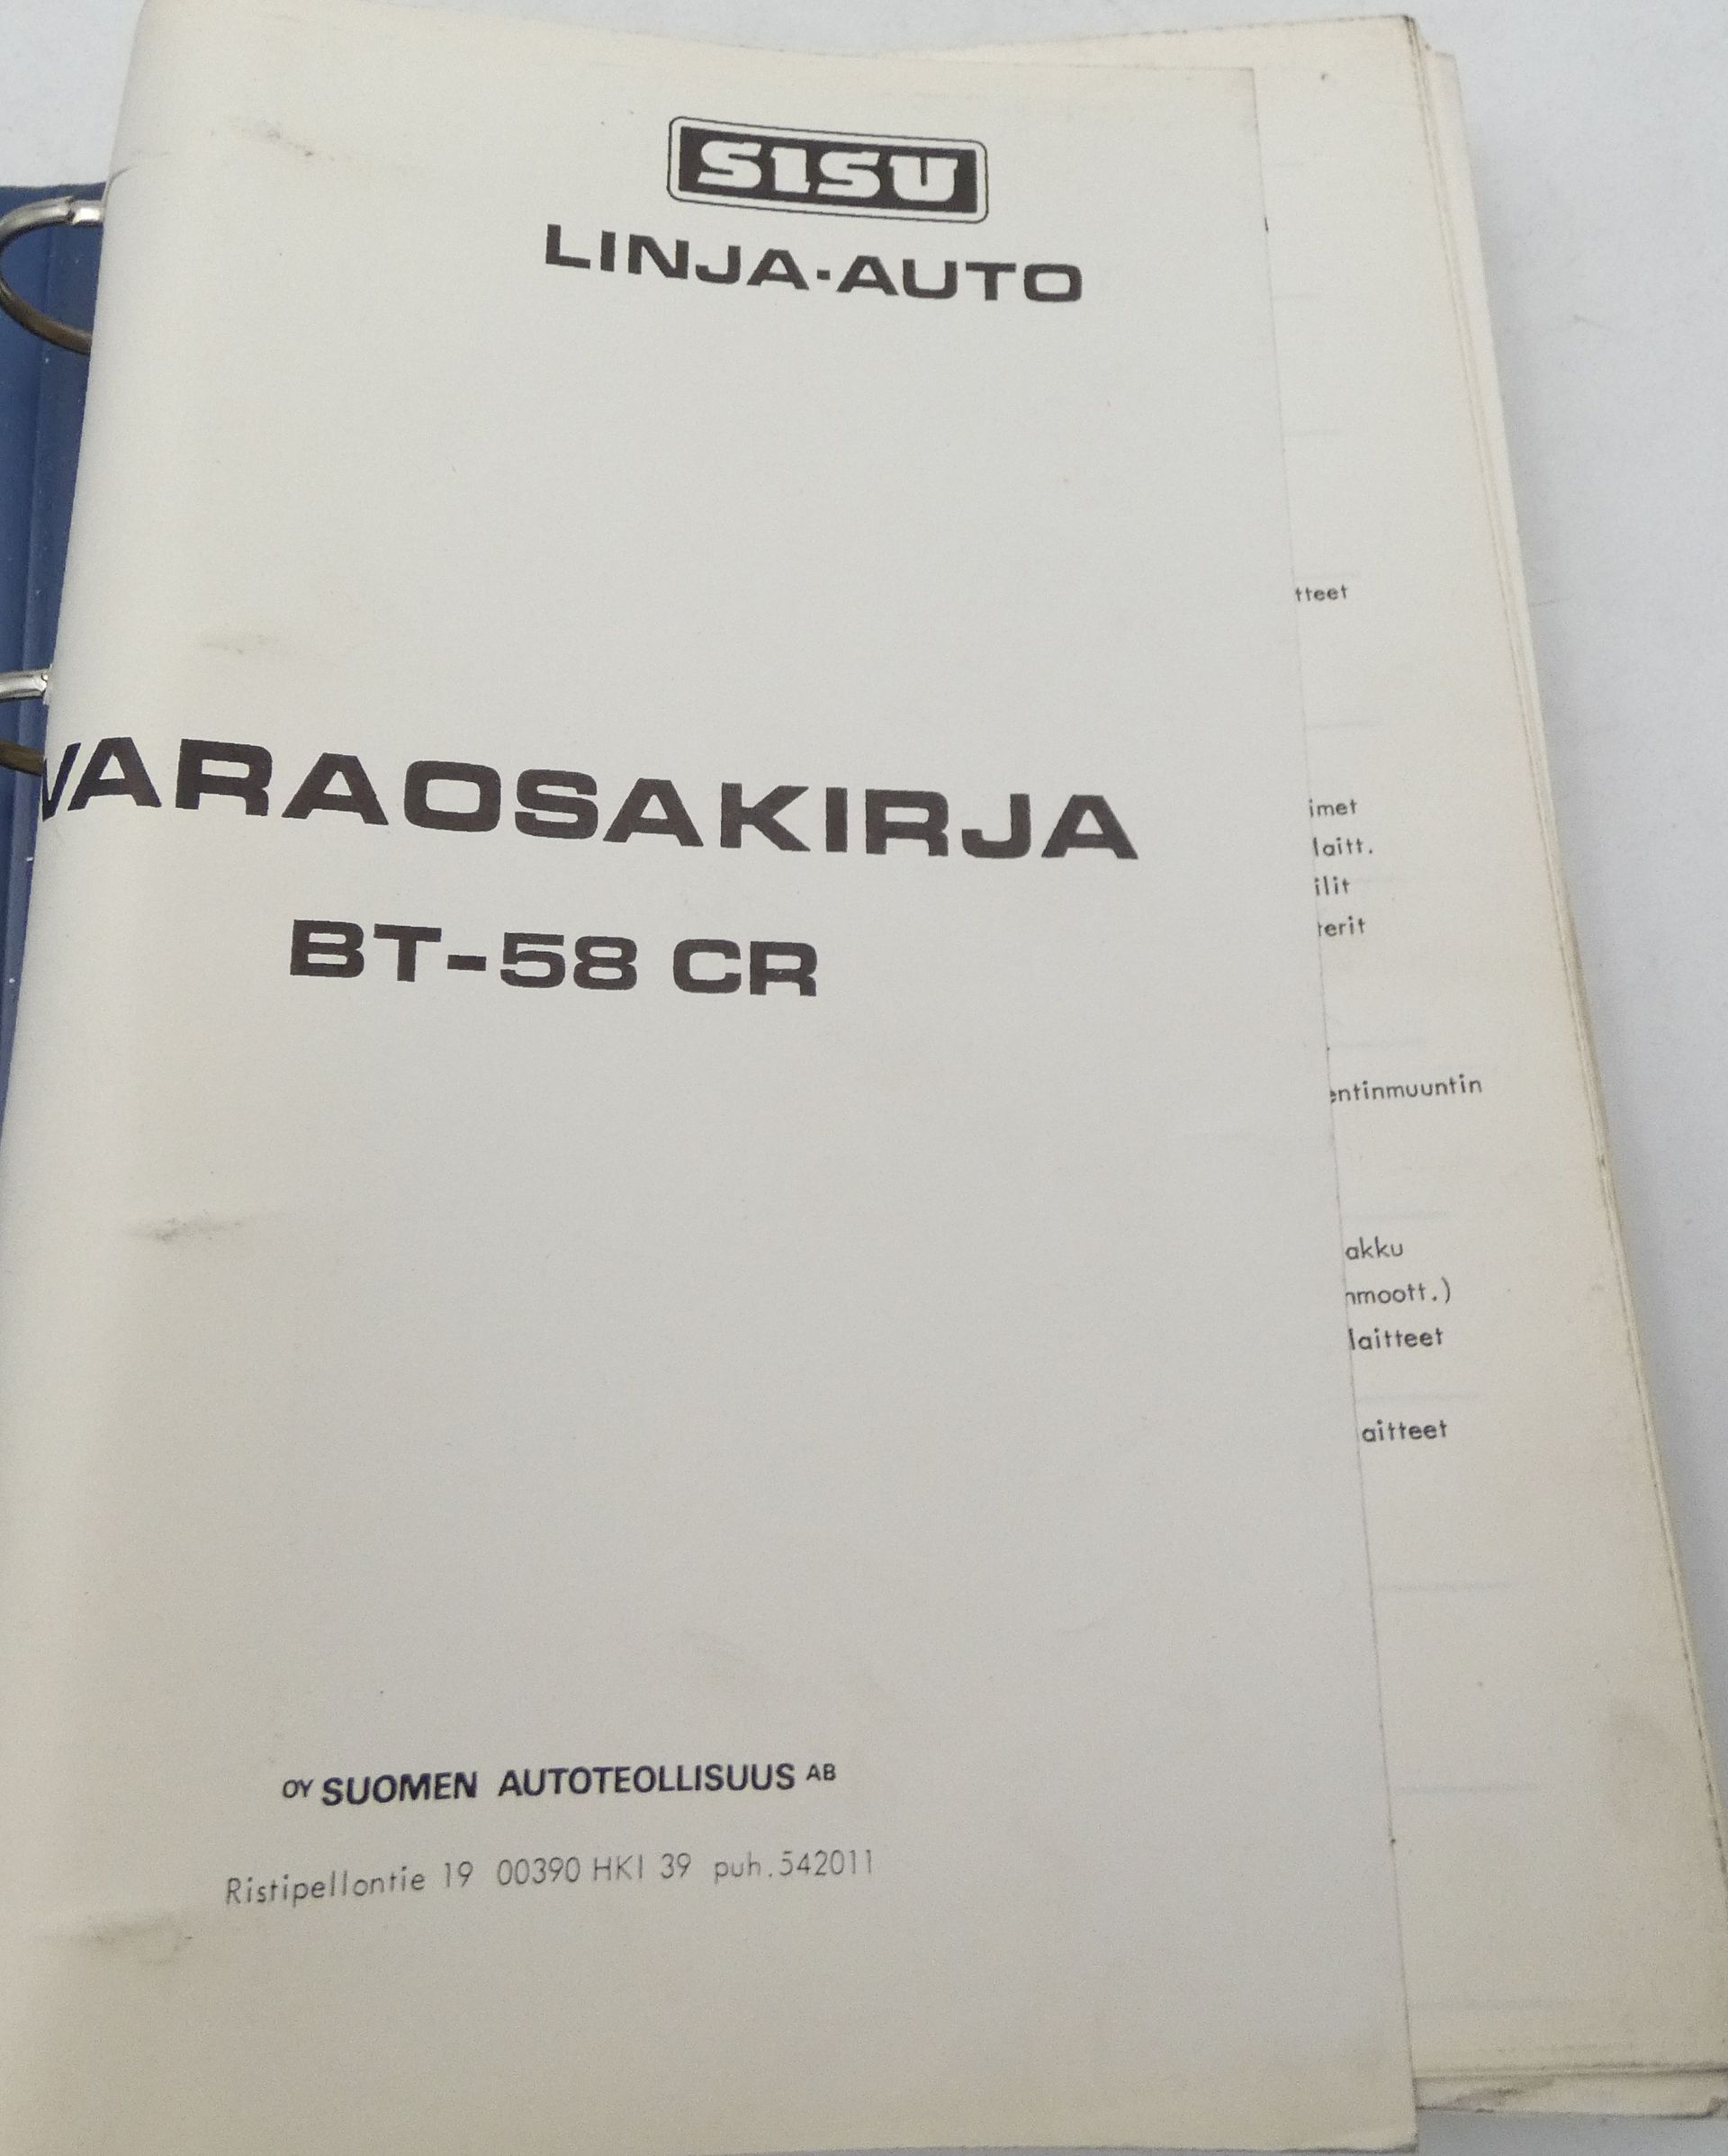 SISU
LINJA-AUTO
VARAOSAKIRJA
BT-58 CR
OY SUOMEN AUTOTEOLLISUUS AB
Ristipellontie 19 00390 HKI 39 puh.542011
tteet
imet
laitt.
ilit
terit
entinmuuntin
akku
nmoott.)
laitteet
aitteet